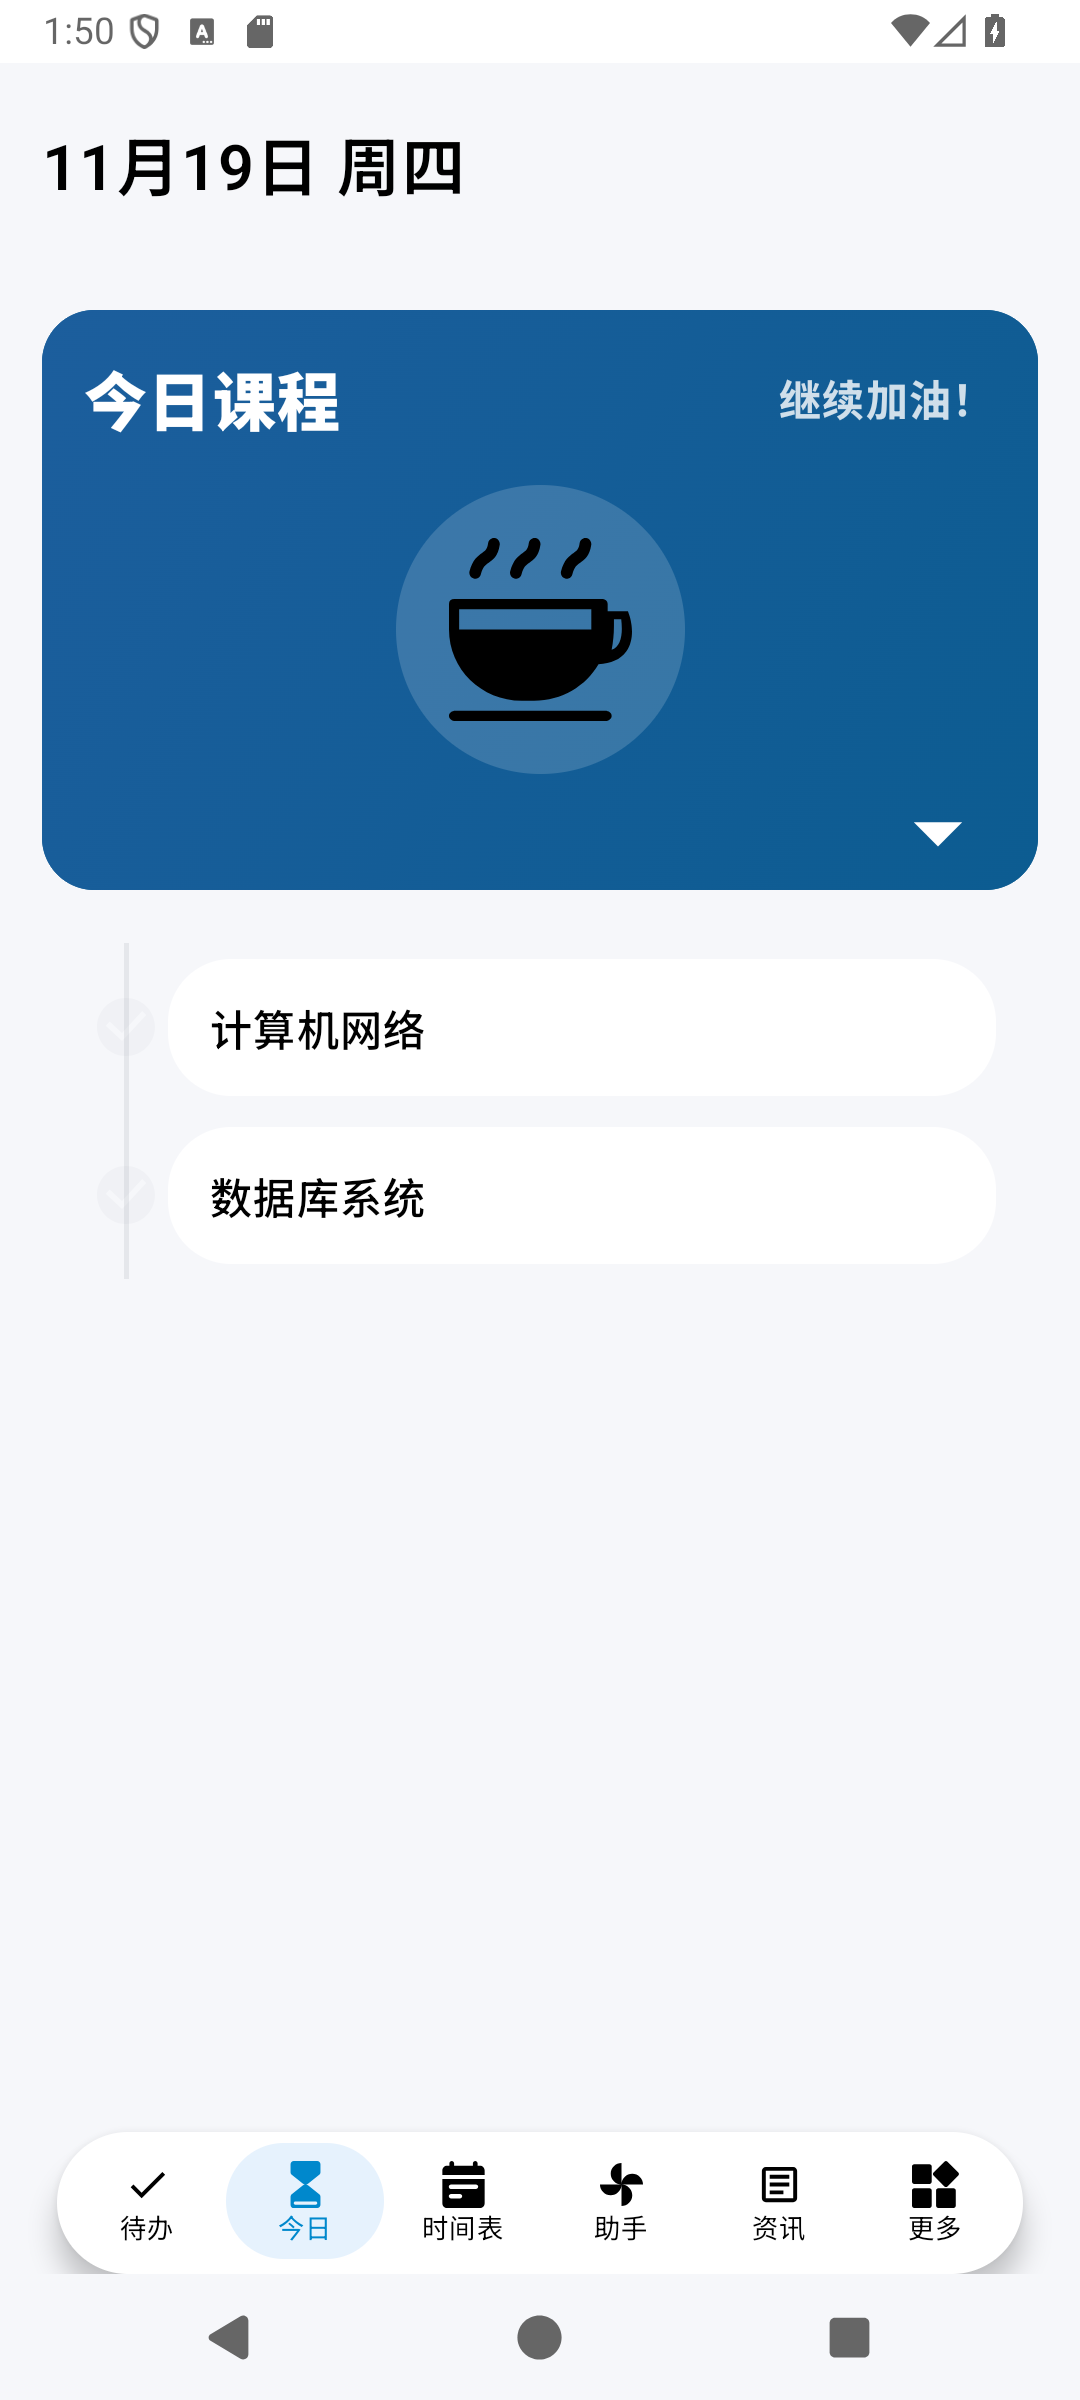 1:50
11月19日 周四
今日课程
继续加油！
计算机网络
数据库系统
待办
今日
时间表
助手
资讯
更多